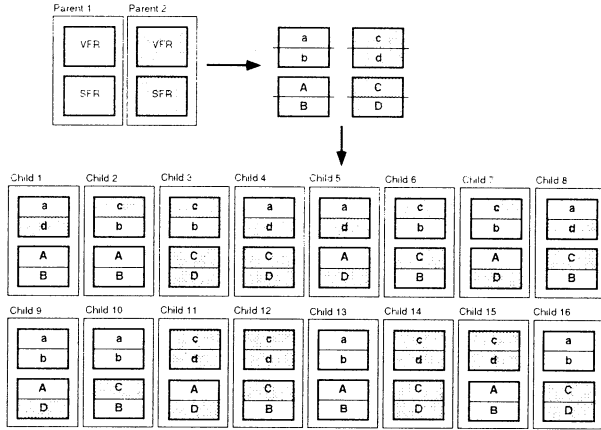 Parent 1 Parent 2
VFR VFR a c
b d
SFR SFR A C
B D
Child 1 Child 2 Child 3 Child 4 Child 5 Child 6 Child 7 Child 8
a c c a a c c a
d b b d d b b d
A A C C A C A C
B B D D D B D B
Child 9 Child 10 Child 11 Child 12 Child 13 Child 14 Child 15 Child 16
a a c c a c c a
b b d d b d d b
A C A C A C A C
D B D B B D B D